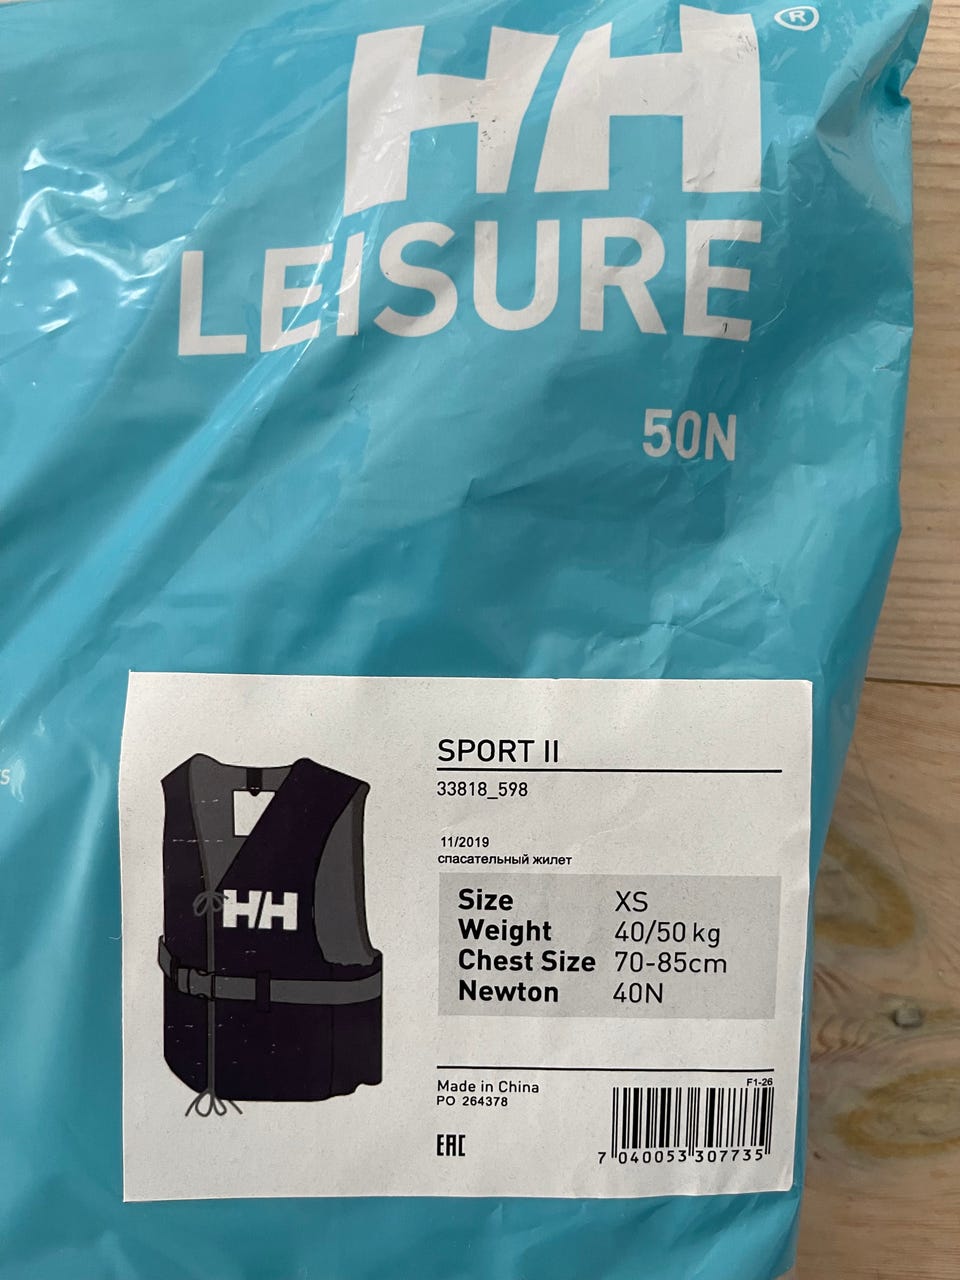 HH®
LEISURE
50N
SPORT II
33818_598
11/2019
спасательный жилет
HH
Size XS
Weight 40/50 kg
Chest Size 70-85cm
Newton 40N
Made in China
PO 264378
F1-26
EAC
7 040053 307735